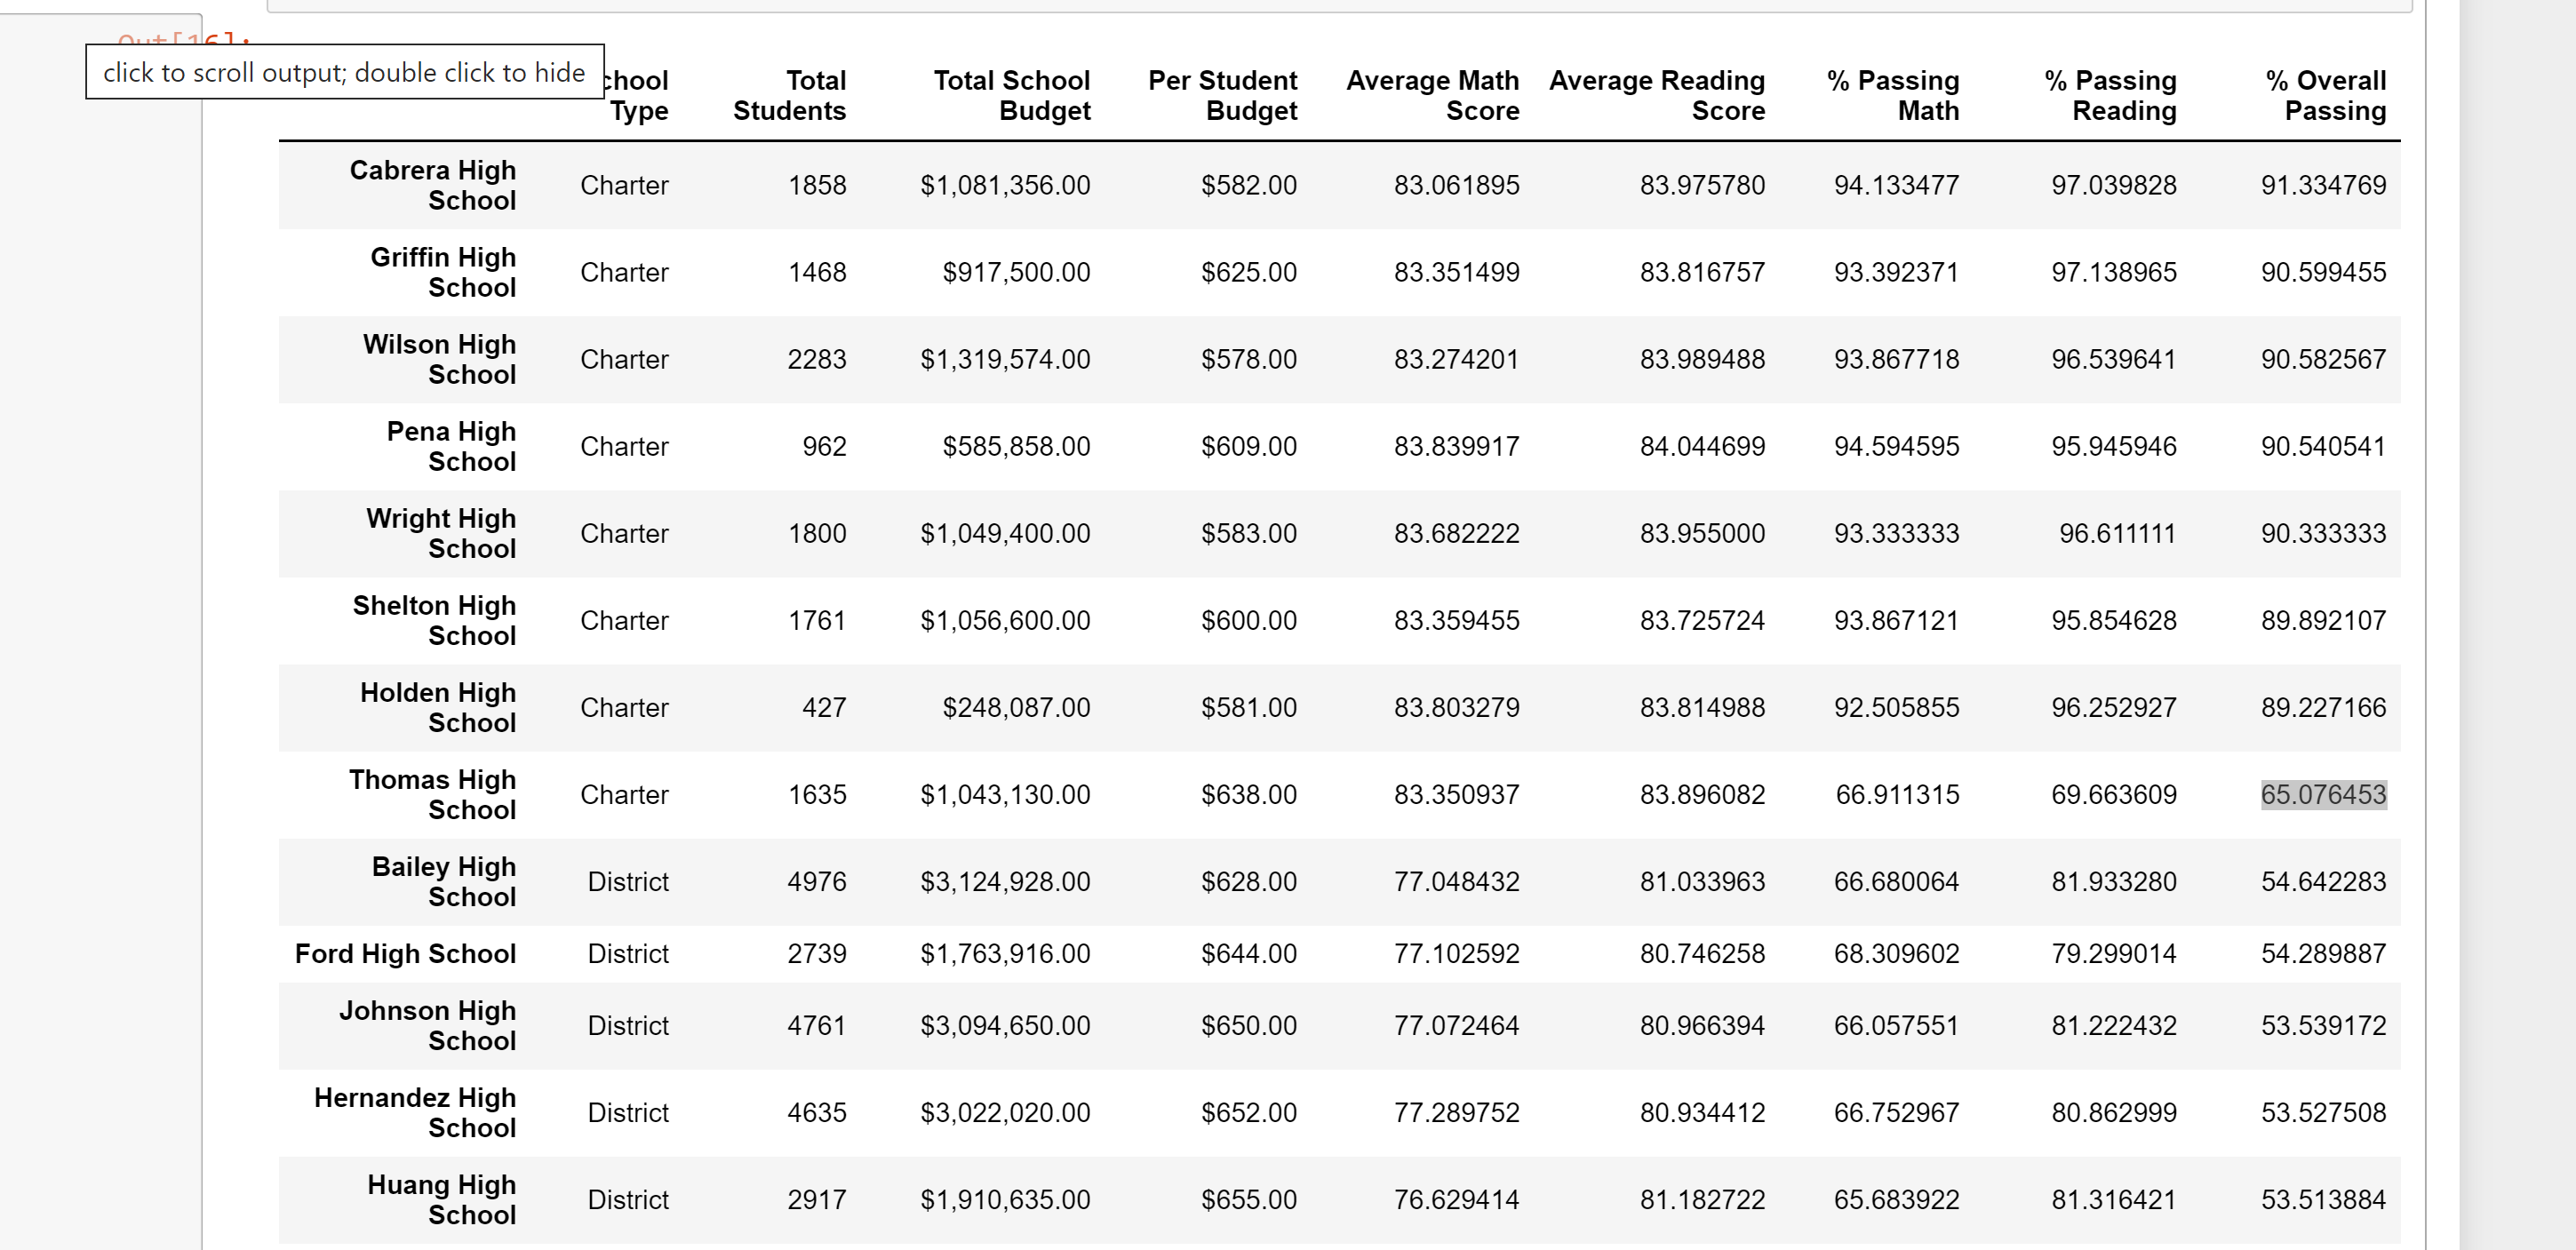 Out[16]:
click to scroll output; double click to hide
chool Total Total School Per Student Average Math Average Reading % Passing % Passing % Overall
Type Students Budget Budget Score Score Math Reading Passing
Cabrera High
School Charter 1858 $1,081,356.00 $582.00 83.061895 83.975780 94.133477 97.039828 91.334769
Griffin High
School Charter 1468 $917,500.00 $625.00 83.351499 83.816757 93.392371 97.138965 90.599455
Wilson High
School Charter 2283 $1,319,574.00 $578.00 83.274201 83.989488 93.867718 96.539641 90.582567
Pena High
School Charter 962 $585,858.00 $609.00 83.839917 84.044699 94.594595 95.945946 90.540541
Wright High
School Charter 1800 $1,049,400.00 $583.00 83.682222 83.955000 93.333333 96.611111 90.333333
Shelton High
School Charter 1761 $1,056,600.00 $600.00 83.359455 83.725724 93.867121 95.854628 89.892107
Holden High
School Charter 427 $248,087.00 $581.00 83.803279 83.814988 92.505855 96.252927 89.227166
Thomas High
School Charter 1635 $1,043,130.00 $638.00 83.350937 83.896082 66.911315 69.663609 65.076453
Bailey High
School District 4976 $3,124,928.00 $628.00 77.048432 81.033963 66.680064 81.933280 54.642283
Ford High School District 2739 $1,763,916.00 $644.00 77.102592 80.746258 68.309602 79.299014 54.289887
Johnson High
School District 4761 $3,094,650.00 $650.00 77.072464 80.966394 66.057551 81.222432 53.539172
Hernandez High
School District 4635 $3,022,020.00 $652.00 77.289752 80.934412 66.752967 80.862999 53.527508
Huang High
School District 2917 $1,910,635.00 $655.00 76.629414 81.182722 65.683922 81.316421 53.513884